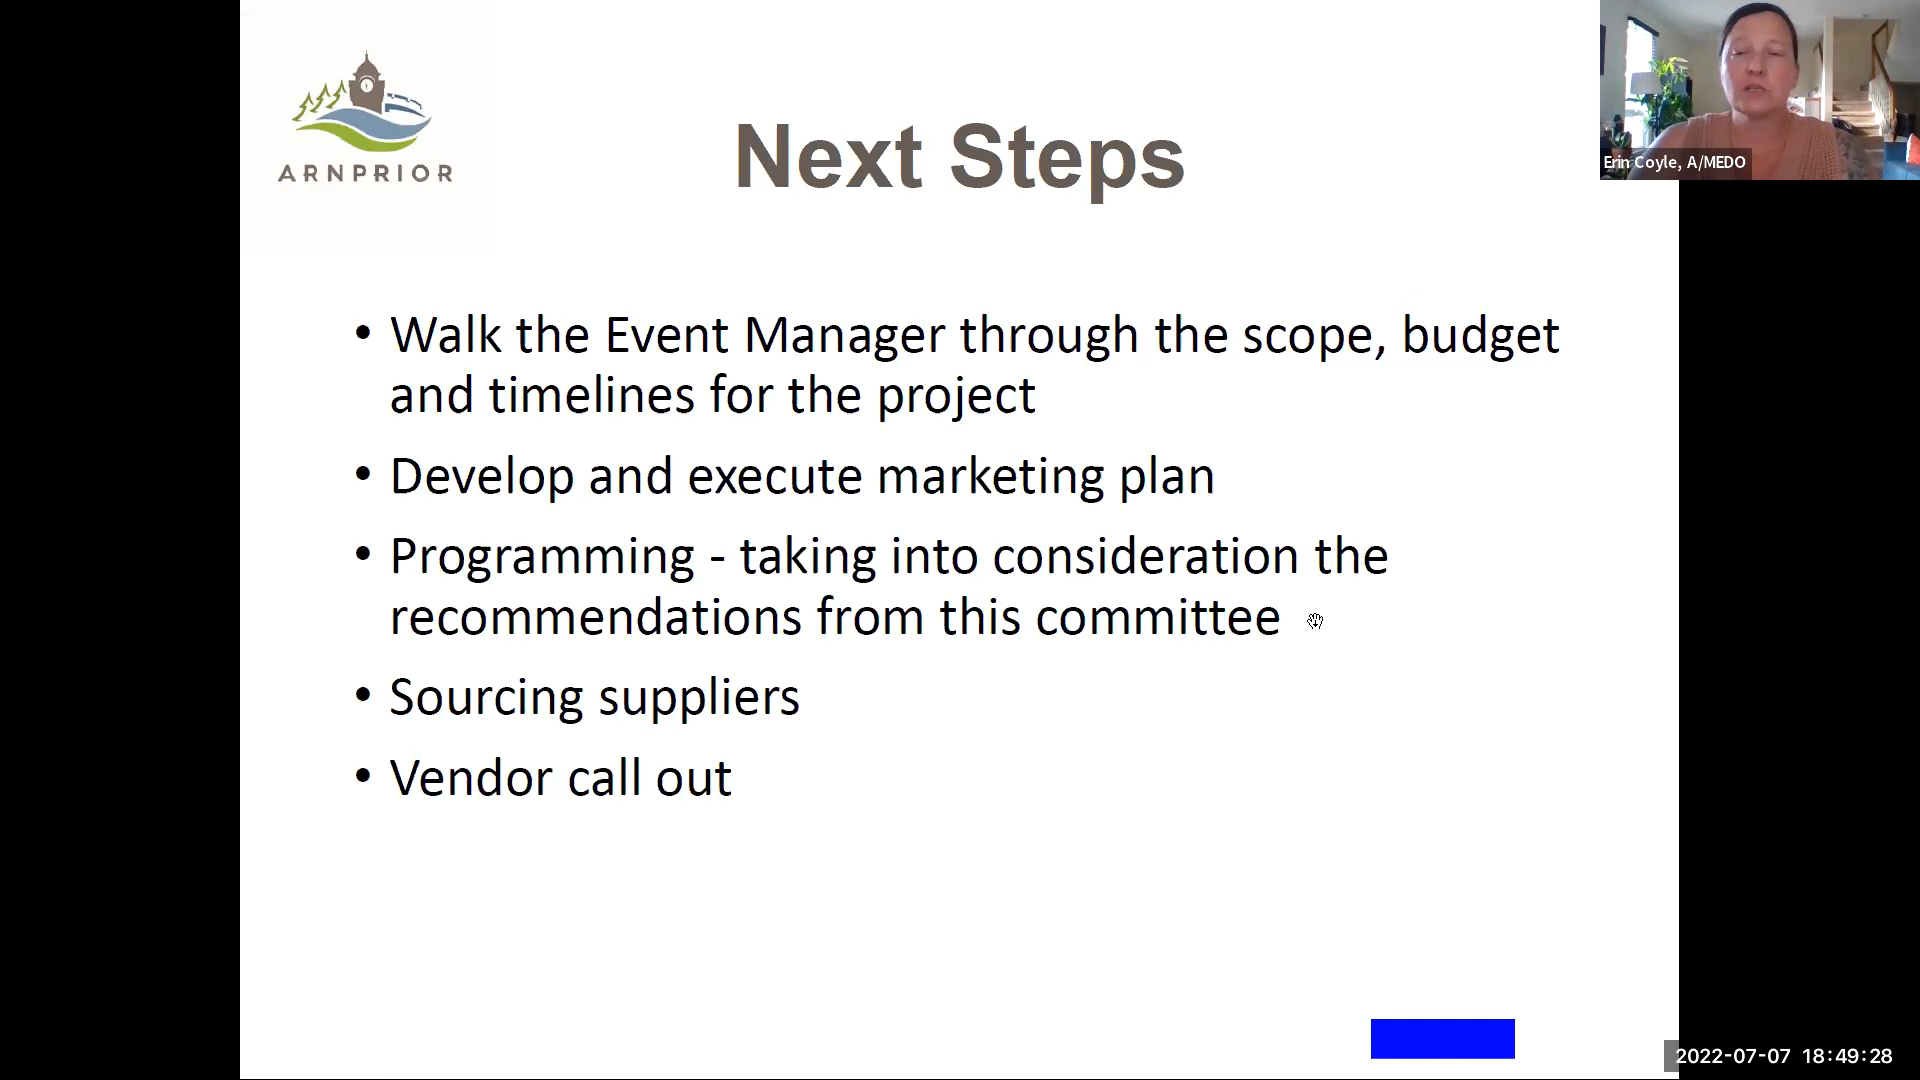 ARNPRIOR
Next Steps
Erin Coyle, A/MEDO
• Walk the Event Manager through the scope, budget
and timelines for the project
• Develop and execute marketing plan
• Programming - taking into consideration the
recommendations from this committee
• Sourcing suppliers
• Vendor call out
2022-07-07 18:49:28